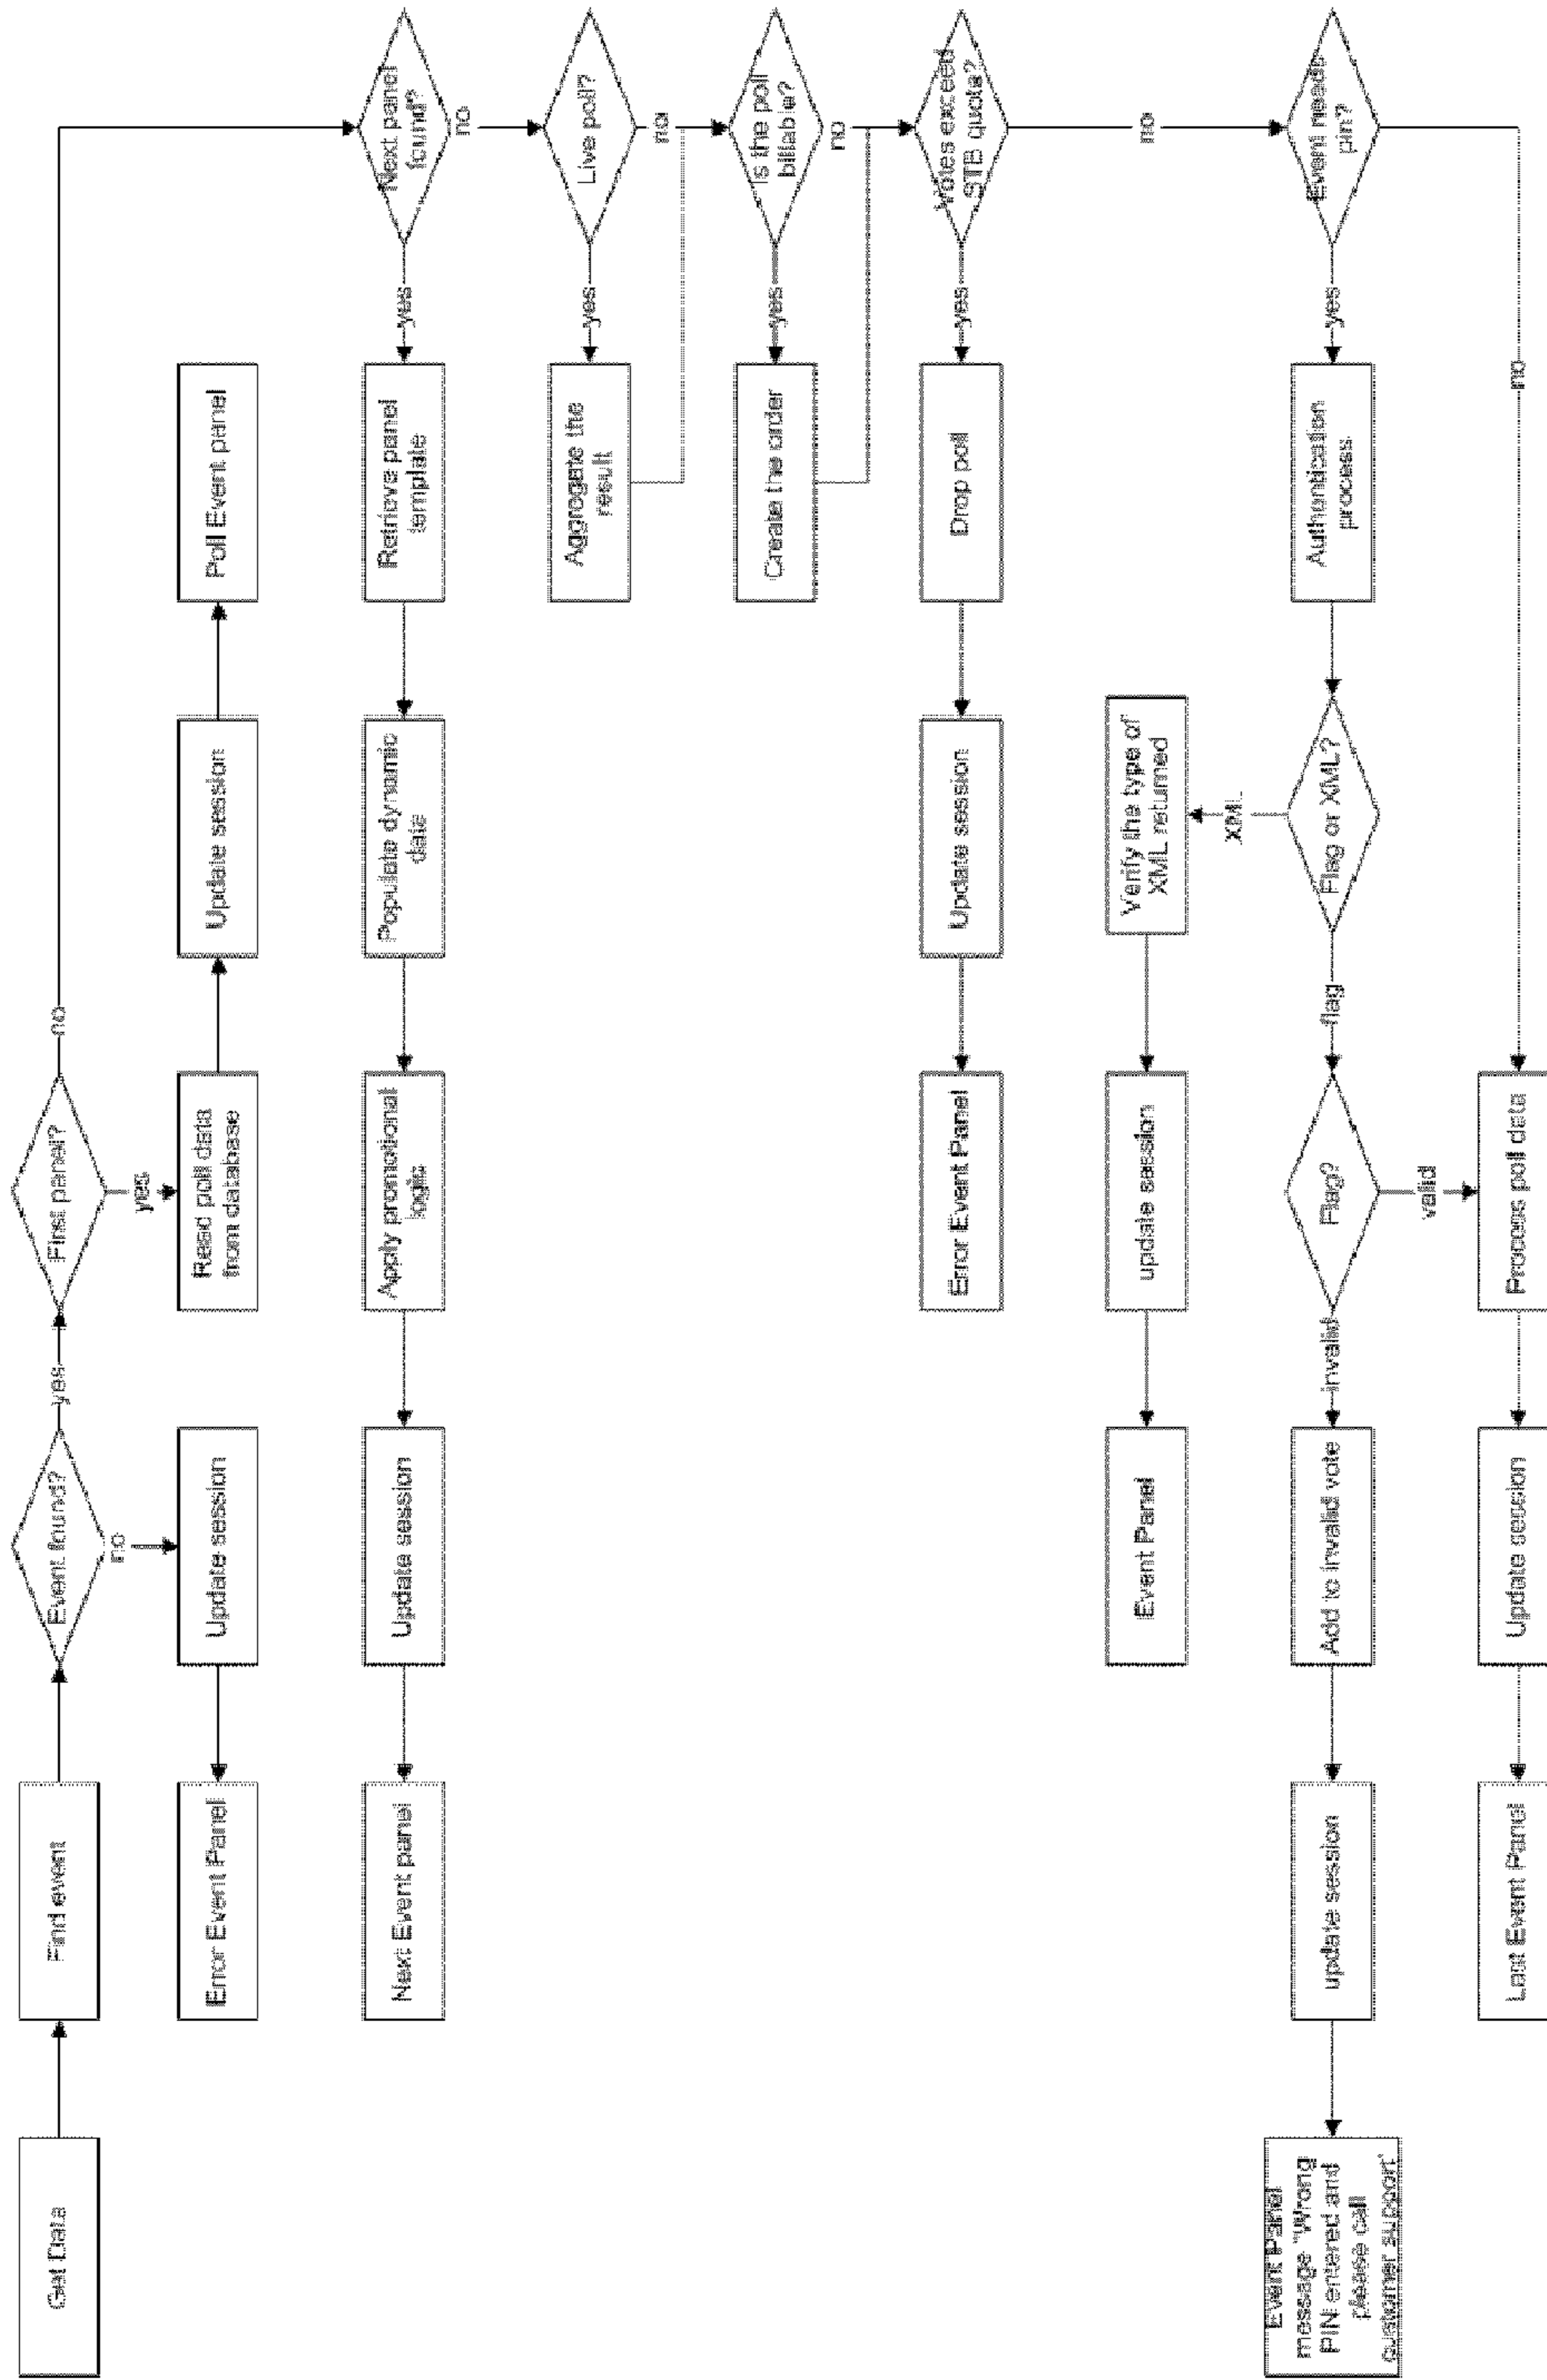 Get Data
Find event
Event found?
yes
First panel?
no
no
yes
Error Event Panel
Update session
Read poll data
from database
Update session
Poll Event panel
Next Event panel
Update session
Apply promotional
logic
Populate dynamic
data
Retrieve panel
template
yes
Next panel
found?
no
Aggregate the
result
yes
Live poll?
no
Create the order
yes
Is the poll
billable?
no
Error Event Panel
Update session
Drop poll
yes
Votes exceed
STB quote?
no
Event Panel
update session
Verify the type of
XML returned
XML
Event Panel
message "Wrong
PIN entered and
please call
customer support'
update session
Add to invalid vote
invalid
Flag?
flag
Flag or XML?
Authentication
process
yes
Event needs
pin?
valid
Last Event Panel
Update session
Process poll data
no